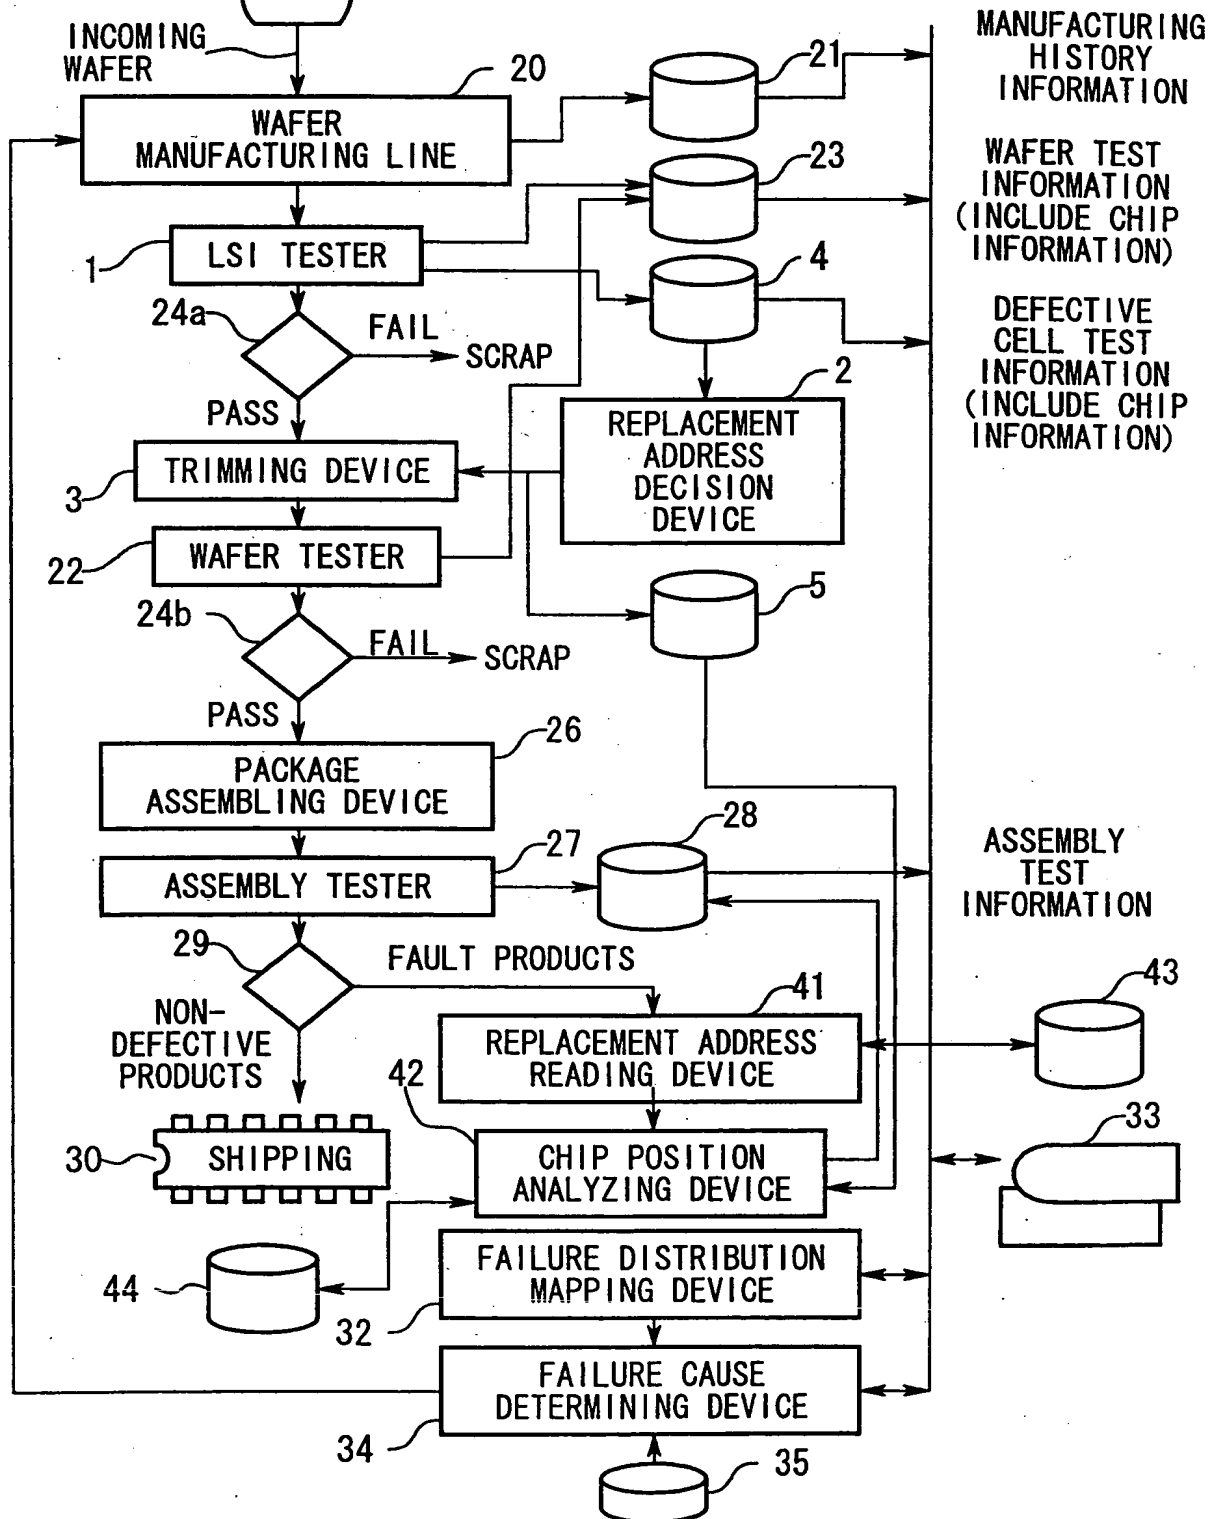 INCOMING
WAFER
20
WAFER
MANUFACTURING LINE
21
MANUFACTURING
HISTORY
INFORMATION
23
WAFER TEST
INFORMATION
(INCLUDE CHIP
INFORMATION)
1
LSI TESTER
4
24a
FAIL
SCRAP
DEFECTIVE
CELL TEST
INFORMATION
(INCLUDE CHIP
INFORMATION)
PASS
2
REPLACEMENT
ADDRESS
DECISION
DEVICE
3
TRIMMING DEVICE
22
WAFER TESTER
5
24b
FAIL
SCRAP
PASS
26
PACKAGE
ASSEMBLING DEVICE
27
ASSEMBLY TESTER
28
ASSEMBLY
TEST
INFORMATION
29
FAULT PRODUCTS
NON-
DEFECTIVE
PRODUCTS
41
REPLACEMENT ADDRESS
READING DEVICE
43
42
CHIP POSITION
ANALYZING DEVICE
33
30
SHIPPING
44
FAILURE DISTRIBUTION
MAPPING DEVICE
32
FAILURE CAUSE
DETERMINING DEVICE
34
35